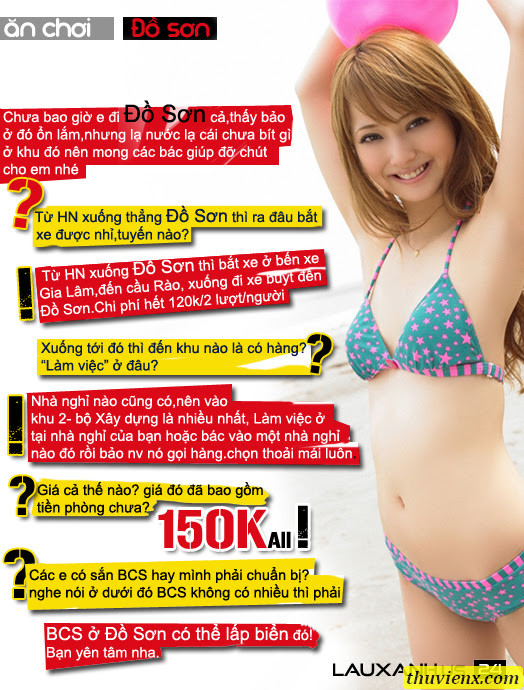 ăn chơi Đồ sơn
Chưa bao giờ e đi Đồ Sơn cả,thấy bảo
ở đó ổn lắm,nhưng lạ nước lạ cái chưa bít gì
ở khu đó nên mong các bác giúp đỡ chút
cho em nhé
?
Từ HN xuống thẳng Đồ Sơn thì ra đâu bắt
xe được nhỉ,tuyến nào?
!
Từ HN xuống Đồ Sơn thì bắt xe ở bến xe
Gia Lâm,đến cầu Rào, xuống đi xe buýt đến
Đồ Sơn.Chi phí hết 120k/2 lượt/người
Xuống tới đó thì đến khu nào là có hàng?
“Làm việc” ở đâu?
?
!
Nhà nghỉ nào cũng có,nên vào
khu 2- bộ Xây dựng là nhiều nhất, Làm việc ở
tại nhà nghỉ của bạn hoặc bác vào một nhà nghỉ
nào đó rồi bảo nv nó gọi hàng.chọn thoải mái luôn
?
Giá cả thế nào? giá đó đã bao gồm
tiền phòng chưa?
150K All !
?
Các e có sắn BCS hay mình phải chuẩn bị?
nghe nói ở dưới đó BCS không có nhiều thì phải
BCS ở Đồ Sơn có thể lấp biển đó!
Bạn yên tâm nha.
LAUXANH.US 24
thuvienx.com